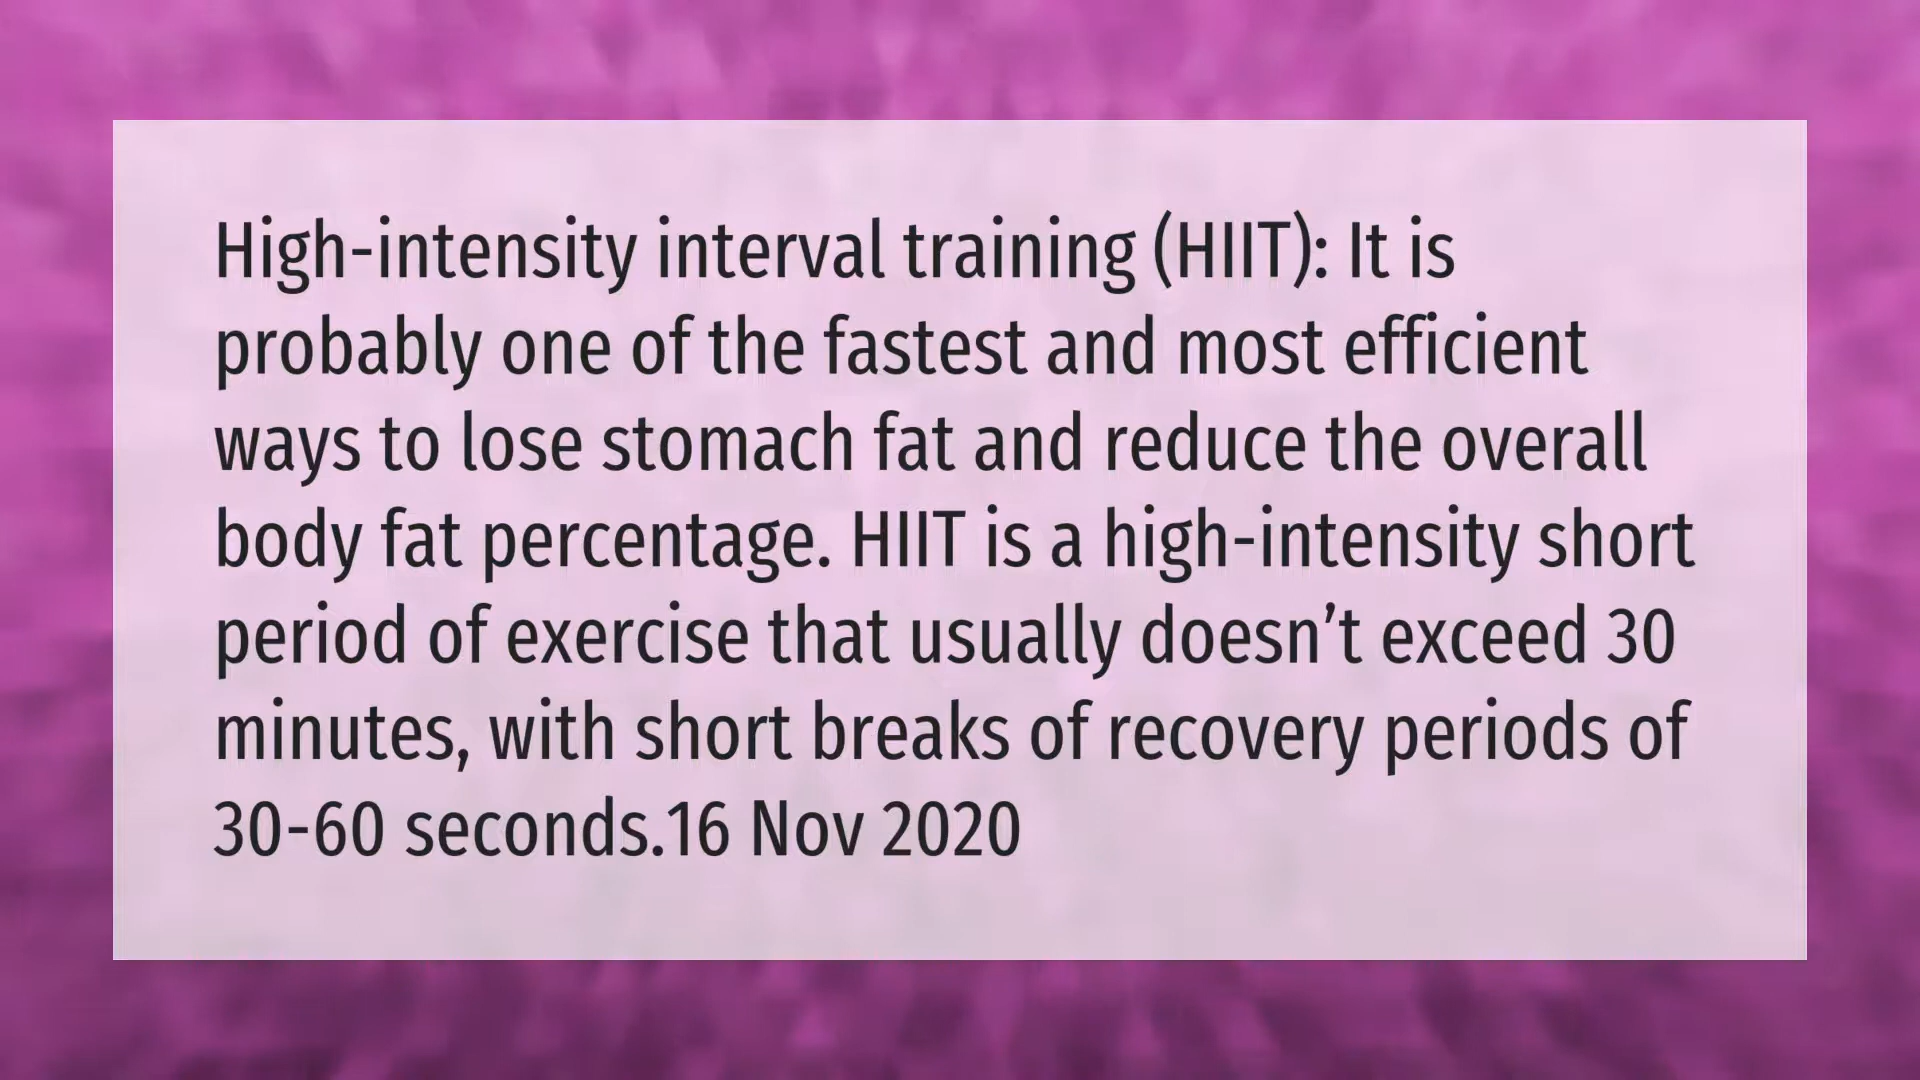 High-intensity interval training (HIIT): It is
probably one of the fastest and most efficient
ways to lose stomach fat and reduce the overall
body fat percentage. HIIT is a high-intensity short
period of exercise that usually doesn’t exceed 30
minutes, with short breaks of recovery periods of
30-60 seconds.16 Nov 2020